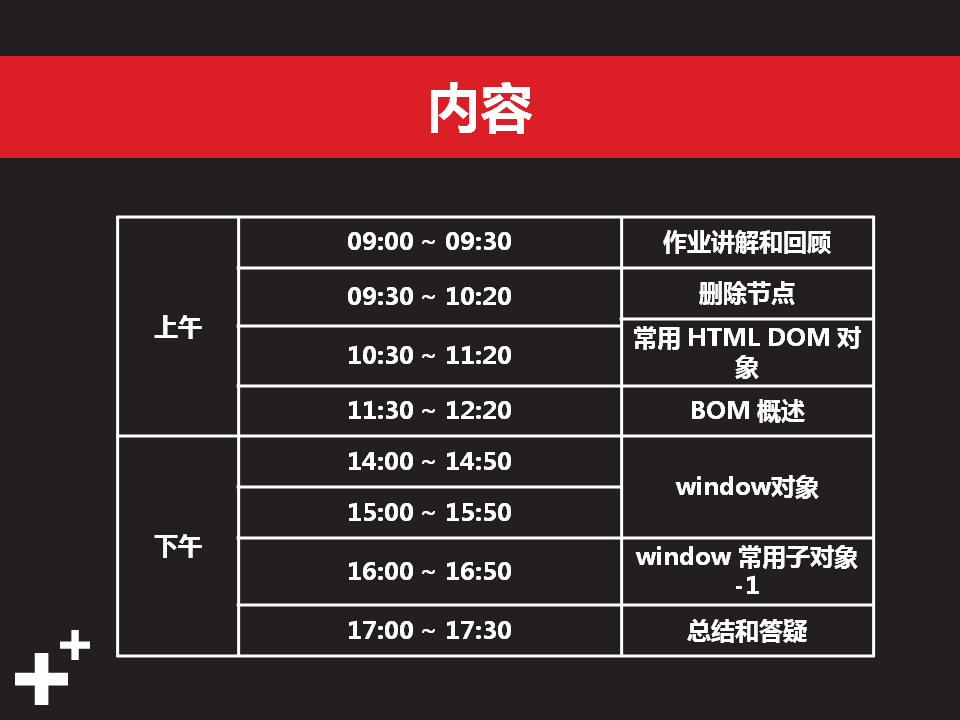 内容
上午
09:00 ~ 09:30
作业讲解和回顾
09:30 ~ 10:20
删除节点
10:30 ~ 11:20
常用 HTML DOM 对
象
11:30 ~ 12:20
BOM 概述
下午
14:00 ~ 14:50
window对象
15:00 ~ 15:50
16:00 ~ 16:50
window 常用子对象
-1
17:00 ~ 17:30
总结和答疑